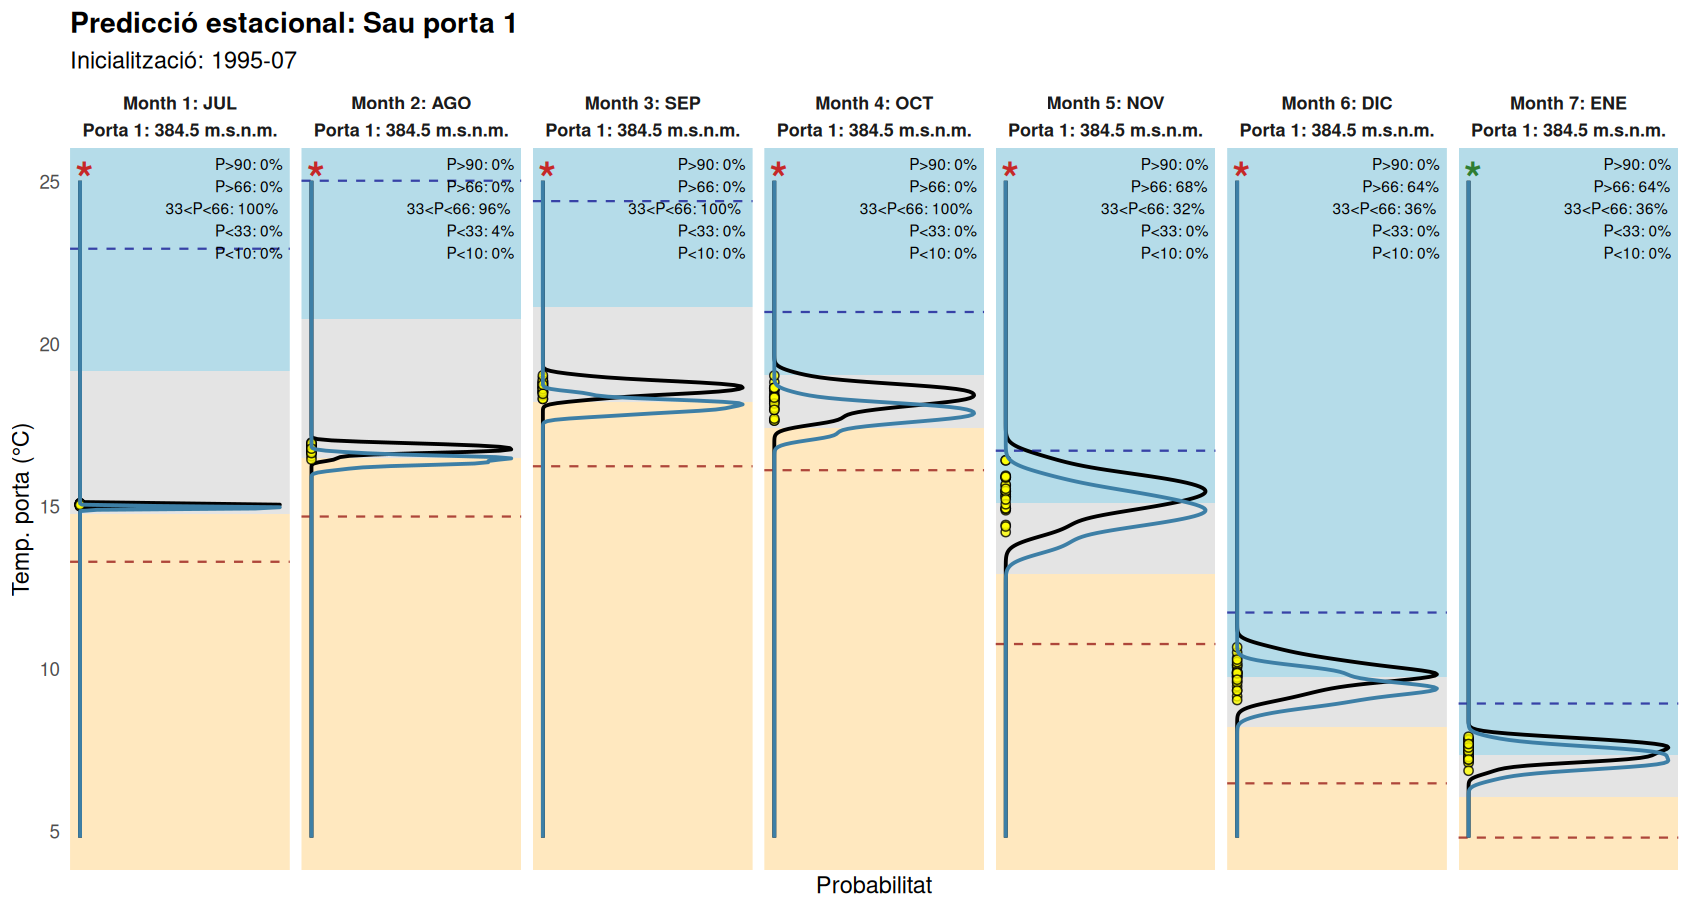 Predicció estacional: Sau porta 1
Inicialització: 1995-07
Month 1: JUL
Porta 1: 384.5 m.s.n.m.
Month 2: AGO
Porta 1: 384.5 m.s.n.m.
Month 3: SEP
Porta 1: 384.5 m.s.n.m.
Month 4: OCT
Porta 1: 384.5 m.s.n.m.
Month 5: NOV
Porta 1: 384.5 m.s.n.m.
Month 6: DIC
Porta 1: 384.5 m.s.n.m.
Month 7: ENE
Porta 1: 384.5 m.s.n.m.
*
P>90: 0%
P>66: 0%
33<P<66: 100%
P<33: 0%
P<10: 0%
*
P>90: 0%
P>66: 0%
33<P<66: 96%
P<33: 4%
P<10: 0%
*
P>90: 0%
P>66: 0%
33<P<66: 100%
P<33: 0%
P<10: 0%
*
P>90: 0%
P>66: 0%
33<P<66: 100%
P<33: 0%
P<10: 0%
*
P>90: 0%
P>66: 68%
33<P<66: 32%
P<33: 0%
P<10: 0%
*
P>90: 0%
P>66: 64%
33<P<66: 36%
P<33: 0%
P<10: 0%
*
P>90: 0%
P>66: 64%
33<P<66: 36%
P<33: 0%
P<10: 0%
25
20
15
10
5
Temp. porta (°C)
Probabilitat